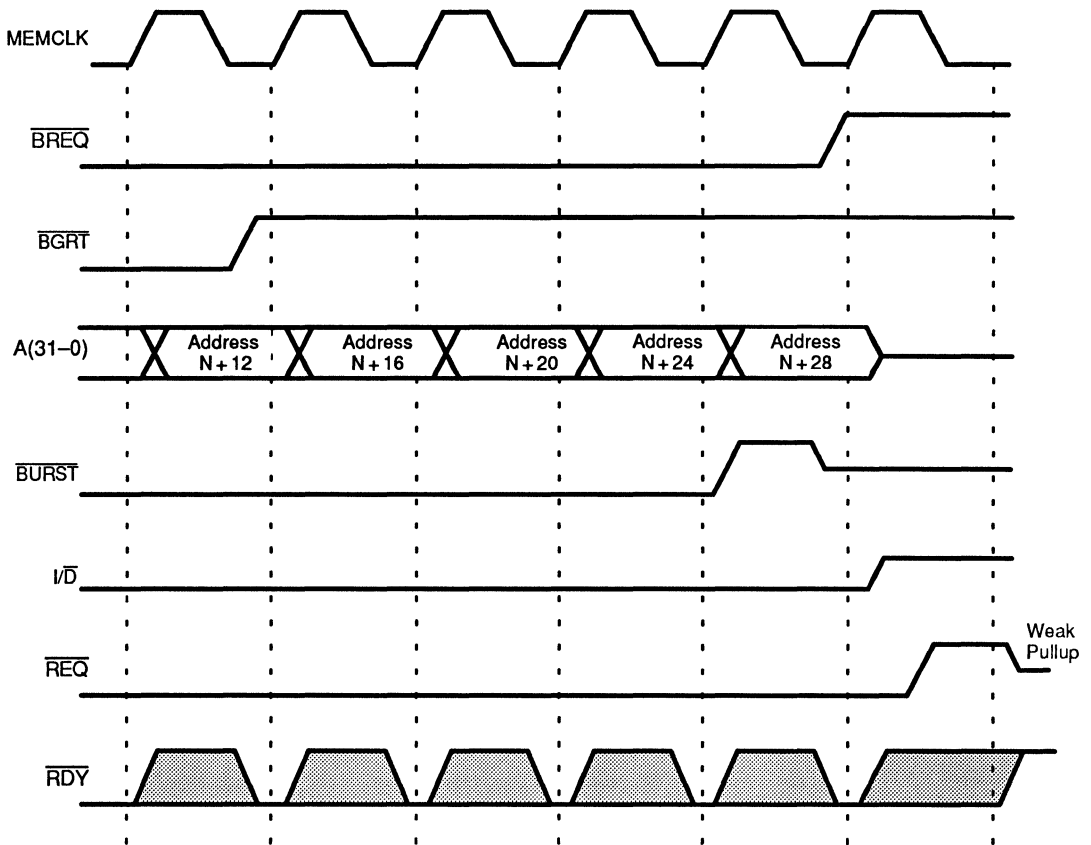 MEMCLK
BREQ
BGRT
A(31–0)
Address
N + 12
Address
N + 16
Address
N + 20
Address
N + 24
Address
N + 28
BURST
I/D
REQ
Weak
Pullup
RDY